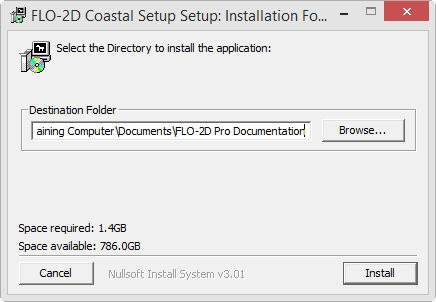 FLO-2D Coastal Setup Setup: Installation Fo...
Select the Directory to install the application:
Destination Folder
aining Computer\Documents\FLO-2D Pro Documentation
Browse...
Space required: 1.4GB
Space available: 786.0GB
Cancel
Nullsoft Install System v3.01
Install